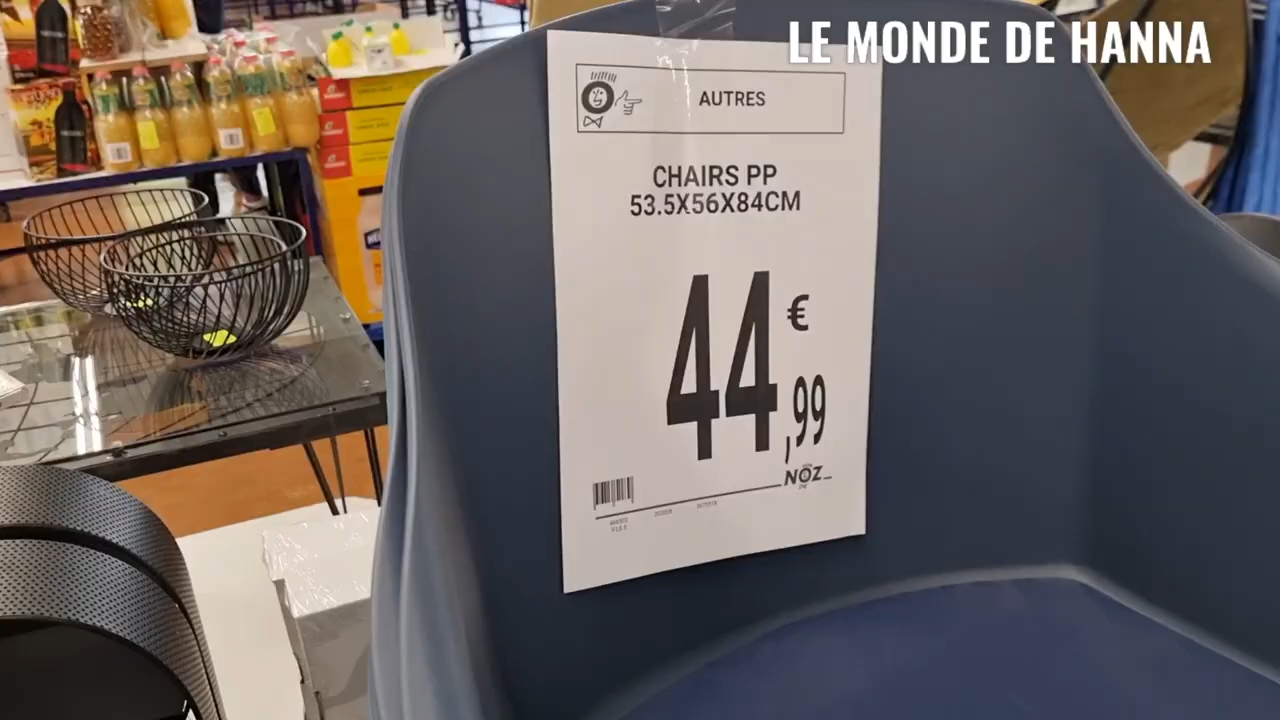 LE MONDE DE HANNA
AUTRES
CHAIRS PP
53.5X56X84CM
44€,99
NOZ